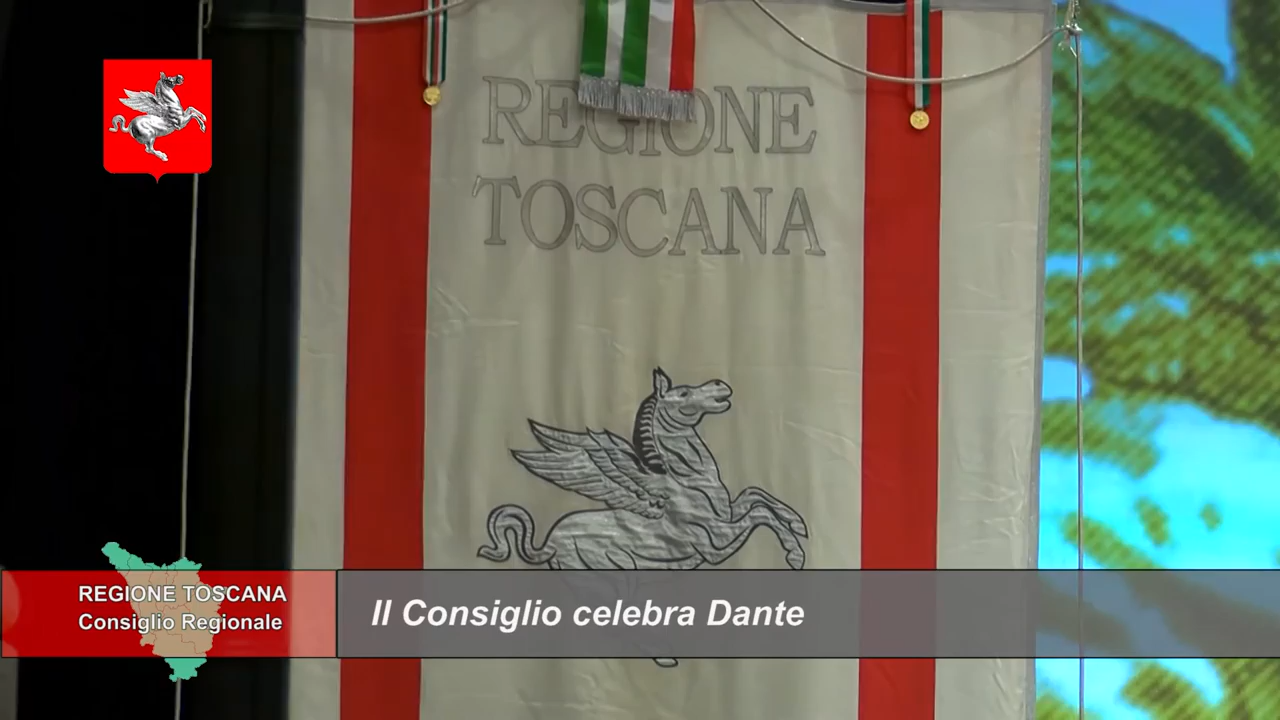 REGIONE
TOSCANA
REGIONE TOSCANA
Consiglio Regionale
Il Consiglio celebra Dante